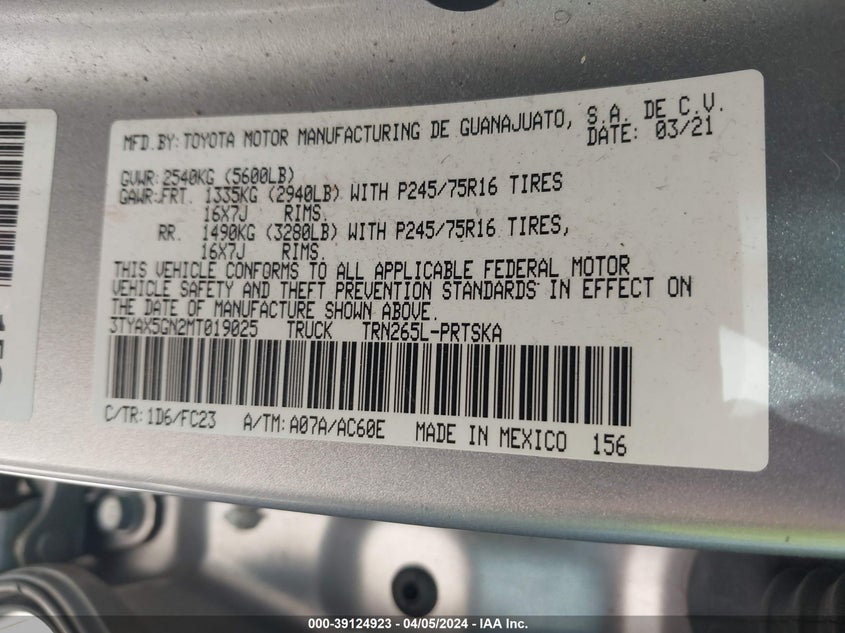 MFD. BY: TOYOTA MOTOR MANUFACTURING DE GUANAJUATO, S.A. DE C.V.
DATE: 03/21
GVWR: 2540KG (5600LB)
GAWR: FRT. 1335KG (2940LB) WITH P245/75R16 TIRES
16X7J RIMS.
RR. 1490KG (3280LB) WITH P245/75R16 TIRES,
16X7J RIMS.
THIS VEHICLE CONFORMS TO ALL APPLICABLE FEDERAL MOTOR
VEHICLE SAFETY AND THEFT PREVENTION STANDARDS IN EFFECT ON
THE DATE OF MANUFACTURE SHOWN ABOVE.
3TYAX5GN2MT019025 TRUCK TRN265L-PRTSKA
C/TR: 1D6/FC23 A/TM: A07A/AC60E MADE IN MEXICO 156
000-39124923 - 04/05/2024 - IAA Inc.